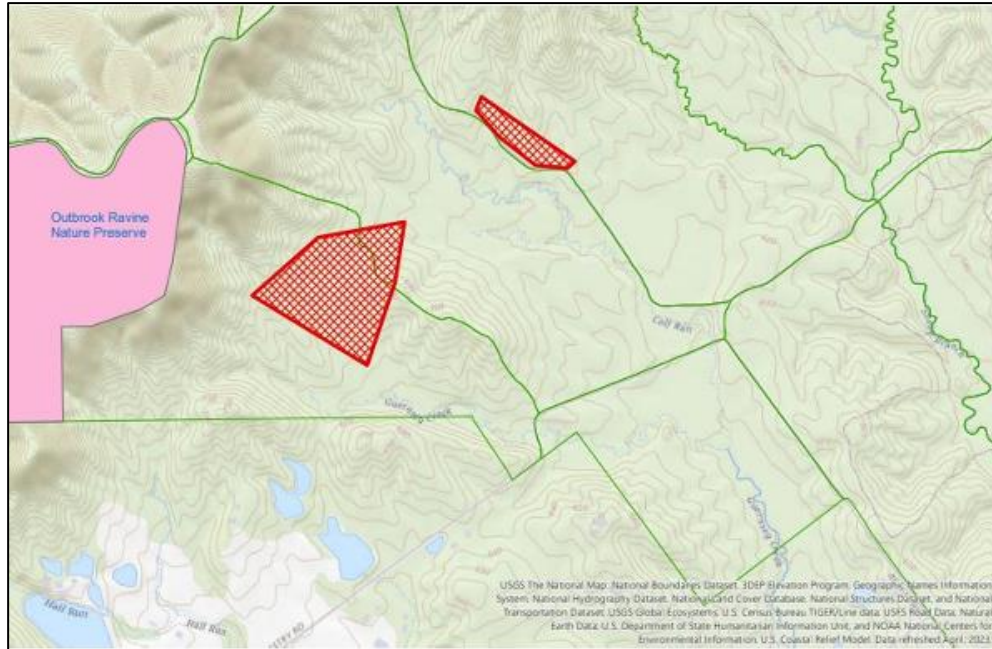 Outbrook Ravine
Nature Preserve
Coll Run
Hall Run
Hall Run
USGS The National Map: National Boundaries Dataset, 3DEP Elevation Program, Geographic Names Information
System, National Hydrography Dataset, National Land Cover Database, National Structures Dataset, and National
Transportation Dataset; USGS Global Ecosystems; U.S. Census Bureau TIGER/Line data; USFS Road Data; Natural
Earth Data; U.S. Department of State Humanitarian Information Unit; and NOAA National Centers for
Environmental Information, U.S. Coastal Relief Model. Data refreshed April, 2023.